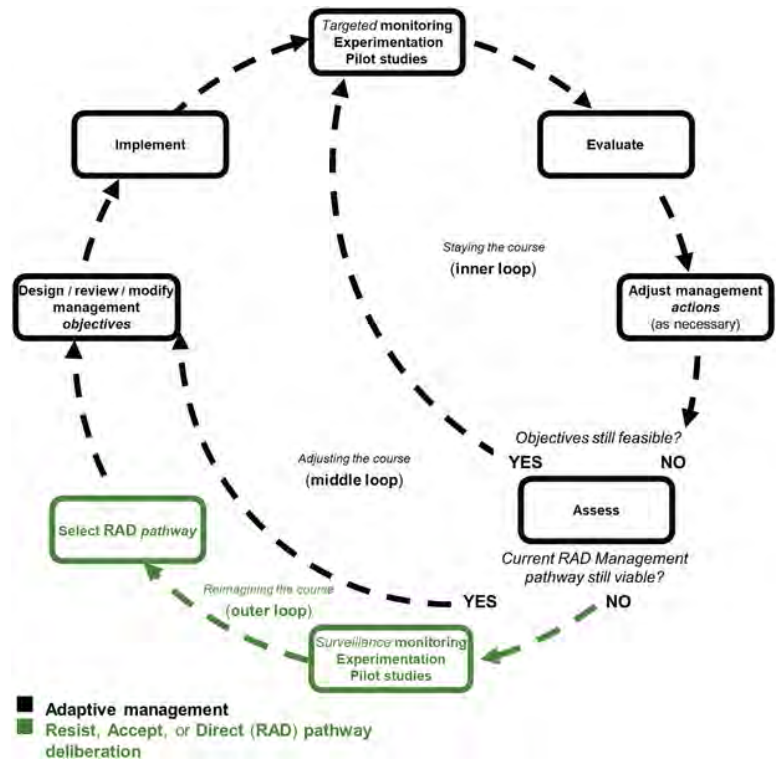 Targeted monitoring
Experimentation
Pilot studies
Implement
Evaluate
Staying the course
(inner loop)
Design / review / modify
management
objectives
Adjust management
actions
(as necessary)
Objectives still feasible?
YES NO
Adjusting the course
(middle loop)
Assess
Select RAD pathway
Current RAD Management
pathway still viable?
YES NO
Reimagining the course
(outer loop)
Surveillance monitoring
Experimentation
Pilot studies
Adaptive management
Resist, Accept, or Direct (RAD) pathway
deliberation